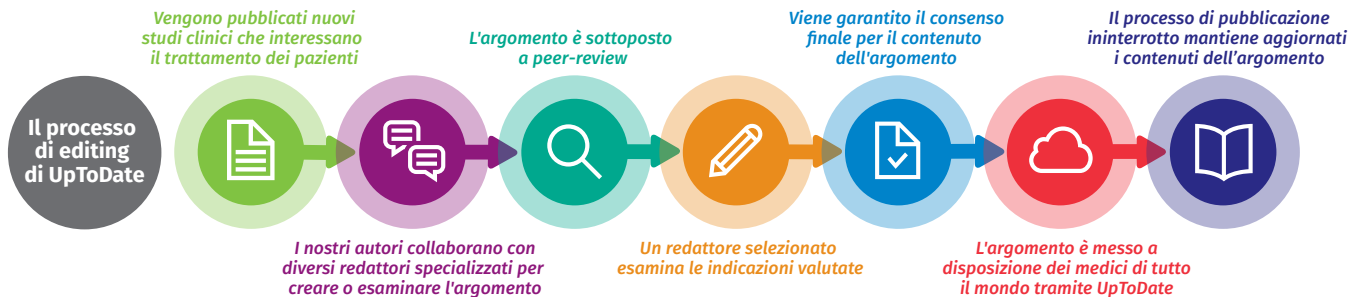 Il processo
di editing
di UpToDate
Vengono pubblicati nuovi
studi clinici che interessano
il trattamento dei pazienti
I nostri autori collaborano con
diversi redattori specializzati per
creare o esaminare l'argomento
L'argomento è sottoposto
a peer-review
Un redattore selezionato
esamina le indicazioni valutate
Viene garantito il consenso
finale per il contenuto
dell'argomento
L'argomento è messo a
disposizione dei medici di tutto
il mondo tramite UpToDate
Il processo di pubblicazione
ininterrotto mantiene aggiornati
i contenuti dell’argomento